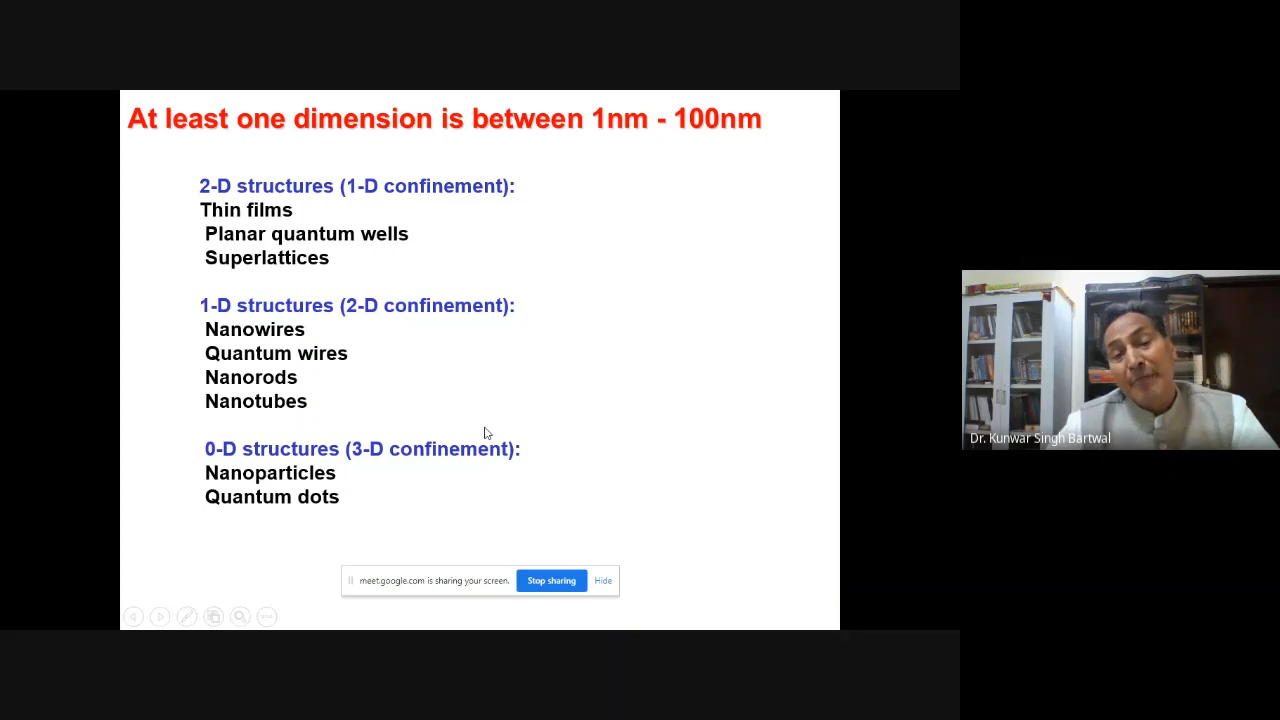 At least one dimension is between 1nm - 100nm
2-D structures (1-D confinement):
Thin films
Planar quantum wells
Superlattices
1-D structures (2-D confinement):
Nanowires
Quantum wires
Nanorods
Nanotubes
0-D structures (3-D confinement):
Nanoparticles
Quantum dots
meet.google.com is sharing your screen. Stop sharing Hide
Dr. Kunwar Singh Bartwal